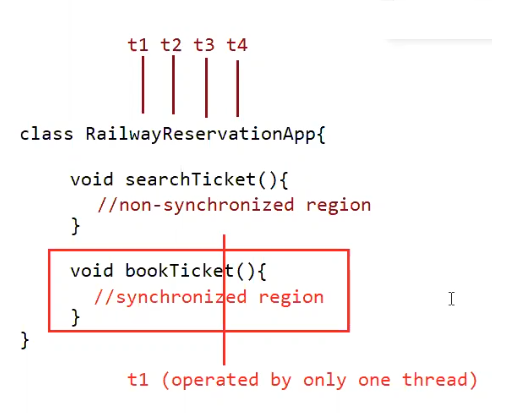 t1 t2 t3 t4
class RailwayReservationApp{
void searchTicket(){
//non-synchronized region
}
void bookTicket(){
//synchronized region
}
}
t1 (operated by only one thread)